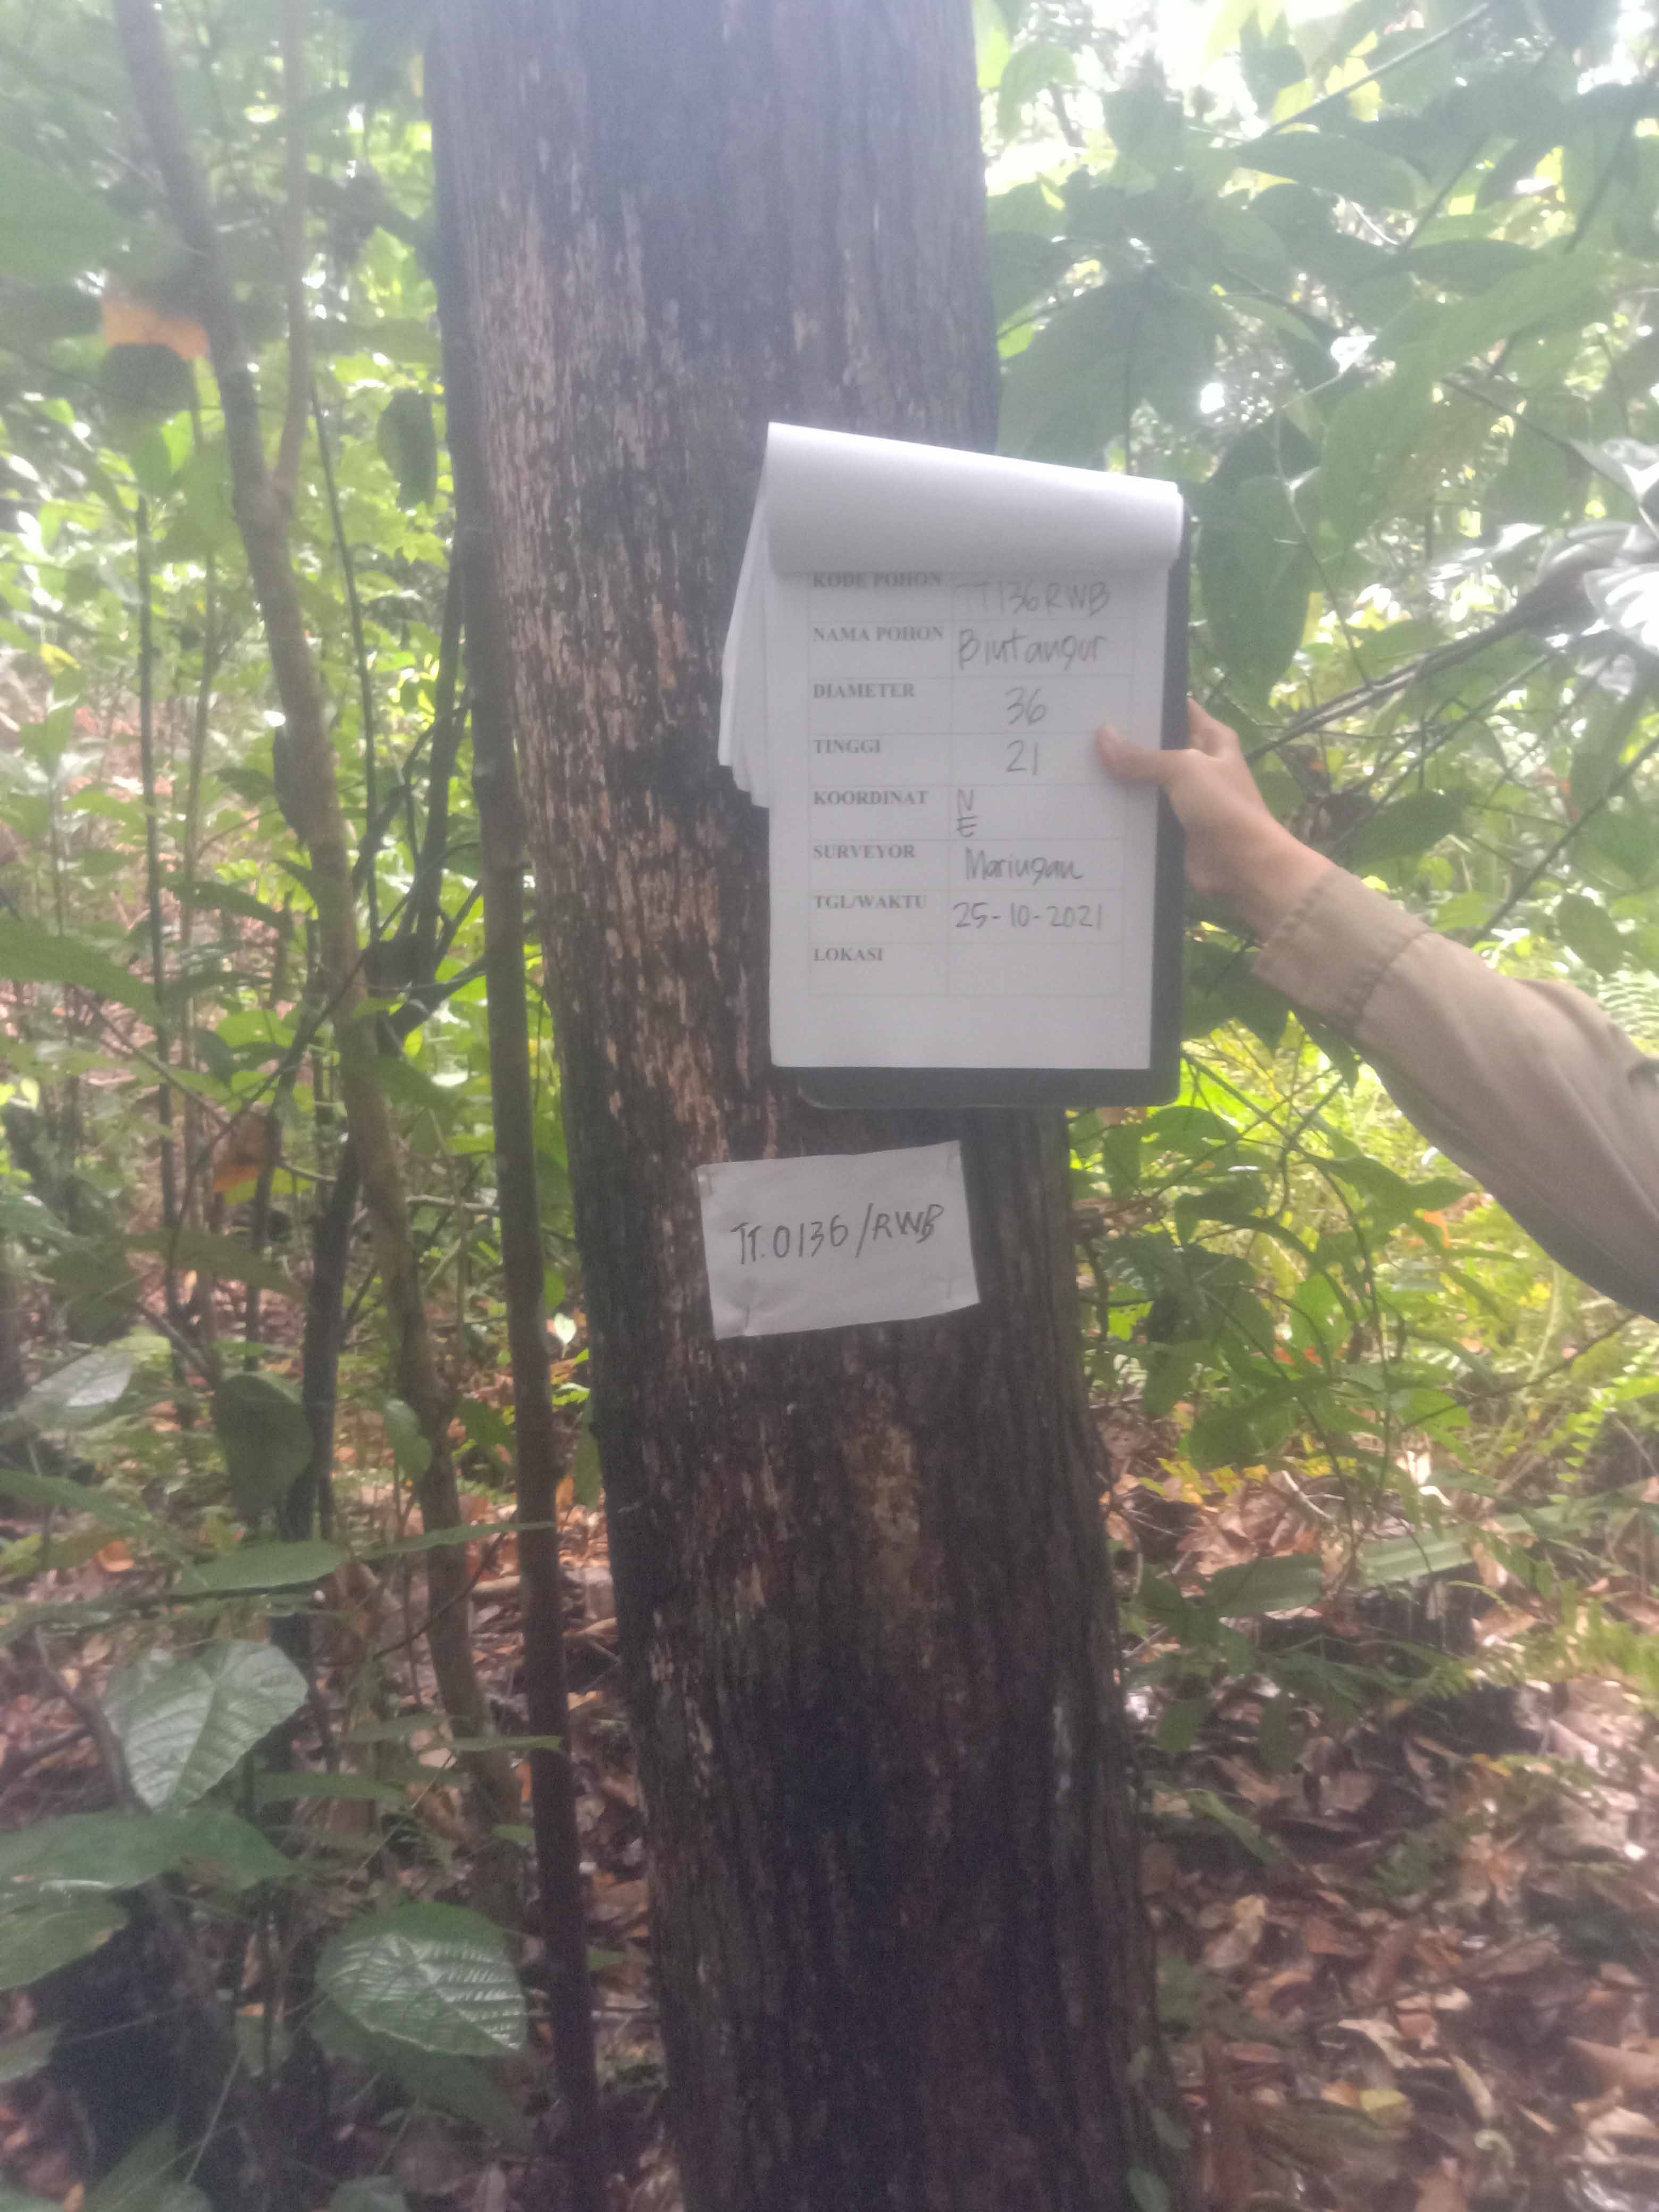 KODE POHON TT136RWB
NAMA POHON Bintangur
DIAMETER 36
TINGGI 21
KOORDINAT N
E
SURVEYOR Maringan
TGL/WAKTU 25-10-2021
LOKASI
TT.0136/RWB